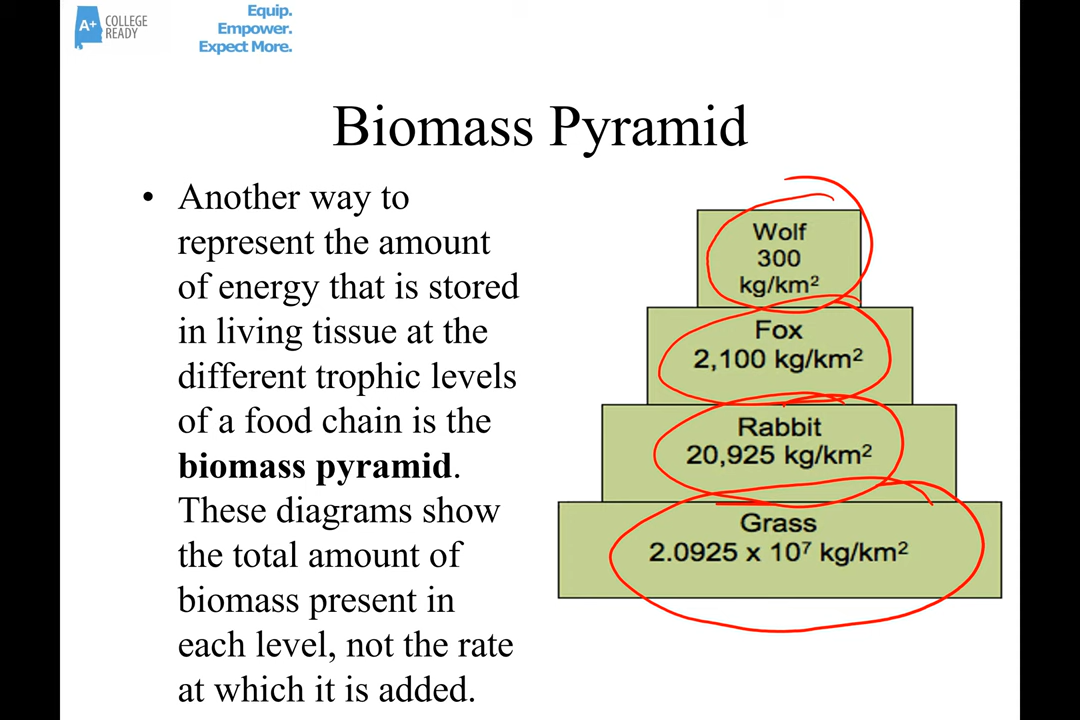 A+ COLLEGE
READY
Equip.
Empower.
Expect More.
Biomass Pyramid
• Another way to
represent the amount
of energy that is stored
in living tissue at the
different trophic levels
of a food chain is the
biomass pyramid.
These diagrams show
the total amount of
biomass present in
each level, not the rate
at which it is added.
Wolf
300
kg/km²
Fox
2,100 kg/km²
Rabbit
20,925 kg/km²
Grass
2.0925 x 10⁷ kg/km²